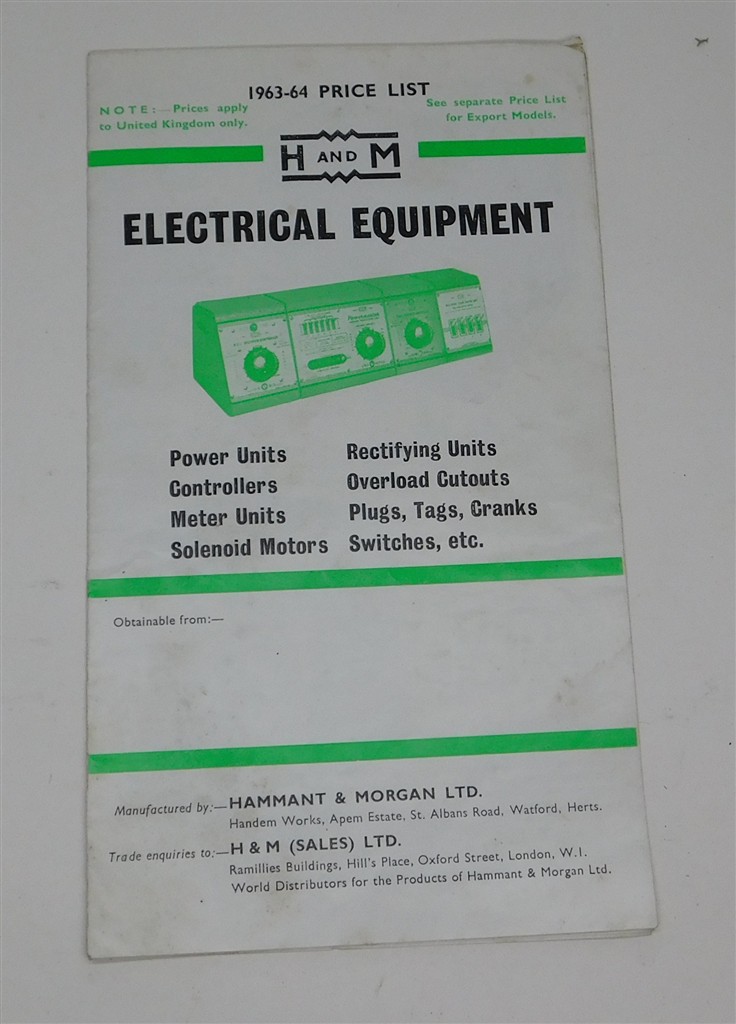 1963-64 PRICE LIST
NOTE:—Prices apply
to United Kingdom only.
See separate Price List
for Export Models.
H AND M
ELECTRICAL EQUIPMENT
Power Units
Controllers
Meter Units
Solenoid Motors
Rectifying Units
Overload Cutouts
Plugs, Tags, Cranks
Switches, etc.
Obtainable from:—
Manufactured by:—HAMMANT & MORGAN LTD.
Handem Works, Apem Estate, St. Albans Road, Watford, Herts.
Trade enquiries to:—H & M (SALES) LTD.
Ramillies Buildings, Hill's Place, Oxford Street, London, W.1.
World Distributors for the Products of Hammant & Morgan Ltd.